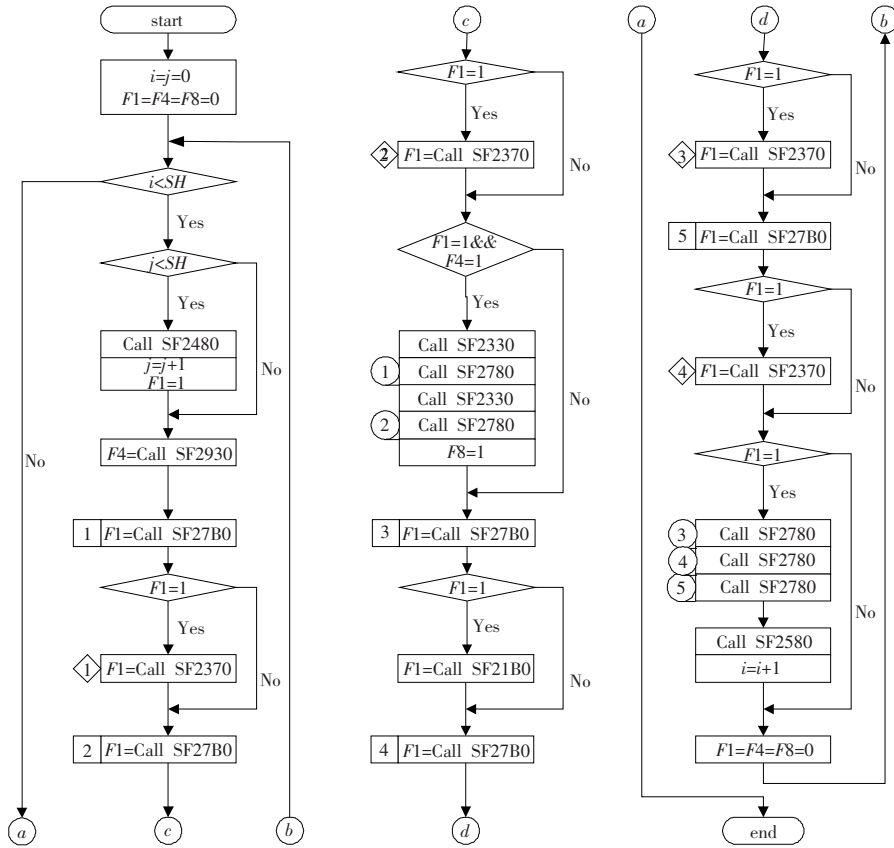 start
i=j=0
F1=F4=F8=0
i<SH
Yes
j<SH
Yes
Call SF2480
j=j+1
F1=1
No
F4=Call SF2930
No
1 F1=Call SF27B0
F1=1
Yes
1 F1=Call SF2370
No
2 F1=Call SF27B0
a
c
b
c
F1=1
Yes
2 F1=Call SF2370
No
F1=1&&
F4=1
Yes
Call SF2330
1 Call SF2780
Call SF2330
2 Call SF2780
F8=1
No
3 F1=Call SF27B0
F1=1
Yes
F1=Call SF21B0
No
4 F1=Call SF27B0
d
a
d
b
F1=1
Yes
3 F1=Call SF2370
No
5 F1=Call SF27B0
F1=1
Yes
4 F1=Call SF2370
No
F1=1
Yes
3 Call SF2780
4 Call SF2780
5 Call SF2780
No
Call SF2580
i=i+1
F1=F4=F8=0
end